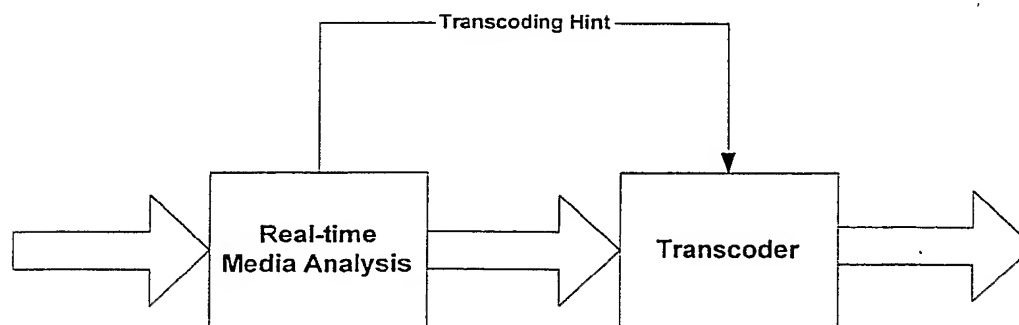 Transcoding Hint
Real-time
Media Analysis
Transcoder